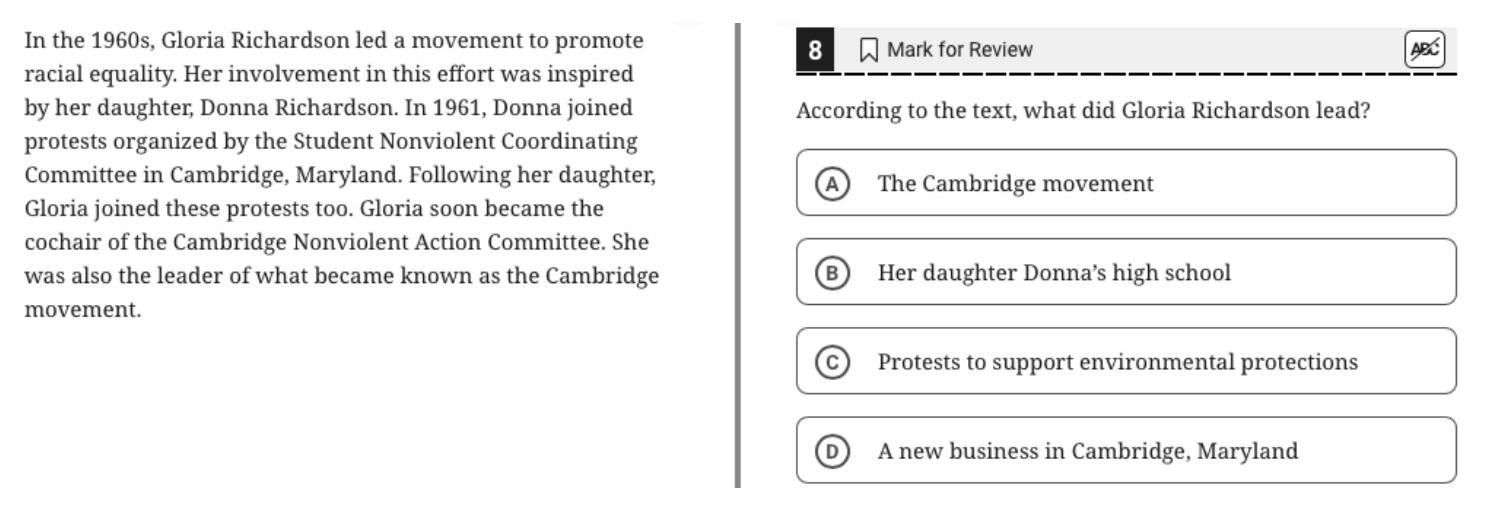 In the 1960s, Gloria Richardson led a movement to promote
racial equality. Her involvement in this effort was inspired
by her daughter, Donna Richardson. In 1961, Donna joined
protests organized by the Student Nonviolent Coordinating
Committee in Cambridge, Maryland. Following her daughter,
Gloria joined these protests too. Gloria soon became the
cochair of the Cambridge Nonviolent Action Committee. She
was also the leader of what became known as the Cambridge
movement.
8 Mark for Review ABC
According to the text, what did Gloria Richardson lead?
A The Cambridge movement
B Her daughter Donna’s high school
C Protests to support environmental protections
D A new business in Cambridge, Maryland